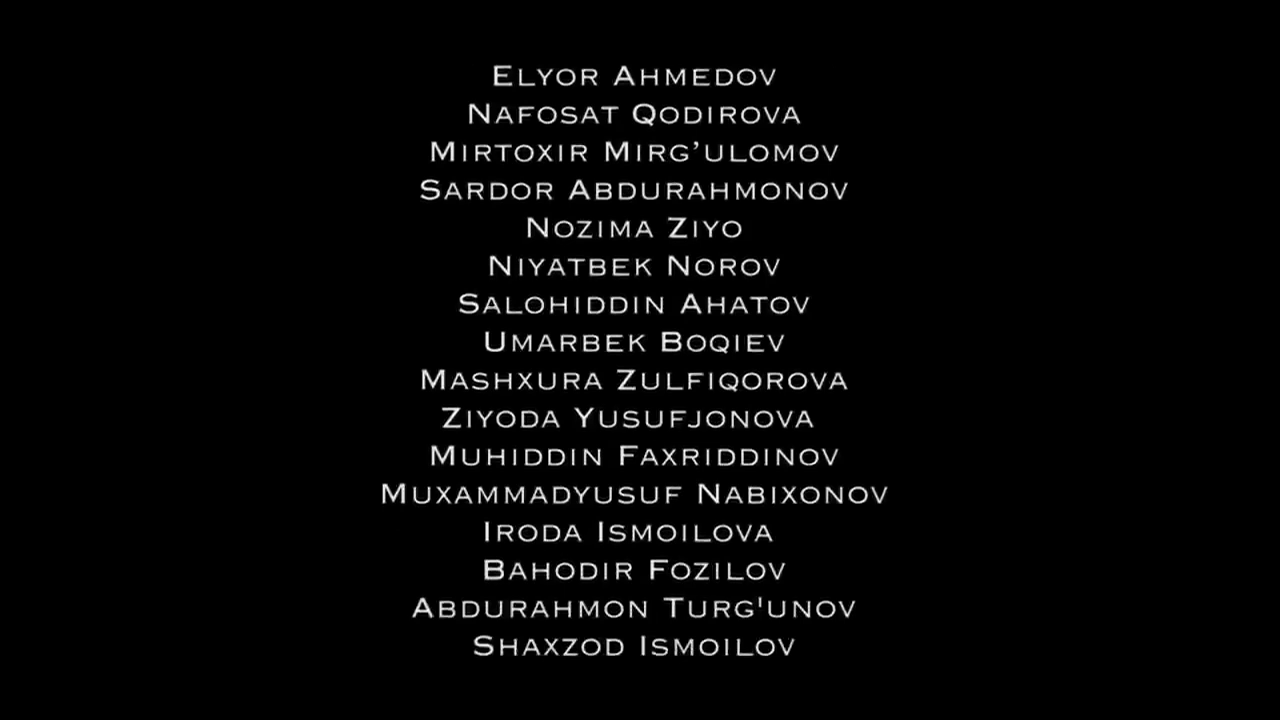 Elyor Ahmedov
Nafosat Qodirova
Mirtoxir Mirg’ulomov
Sardor Abdurahmonov
Nozima Ziyo
Niyatbek Norov
Salohiddin Ahatov
Umarbek Boqiev
Mashxura Zulfiqorova
Ziyoda Yusufjonova
Muhiddin Faxriddinov
Muxammadyusuf Nabixonov
Iroda Ismoilova
Bahodir Fozilov
Abdurahmon Turg'unov
Shaxzod Ismoilov